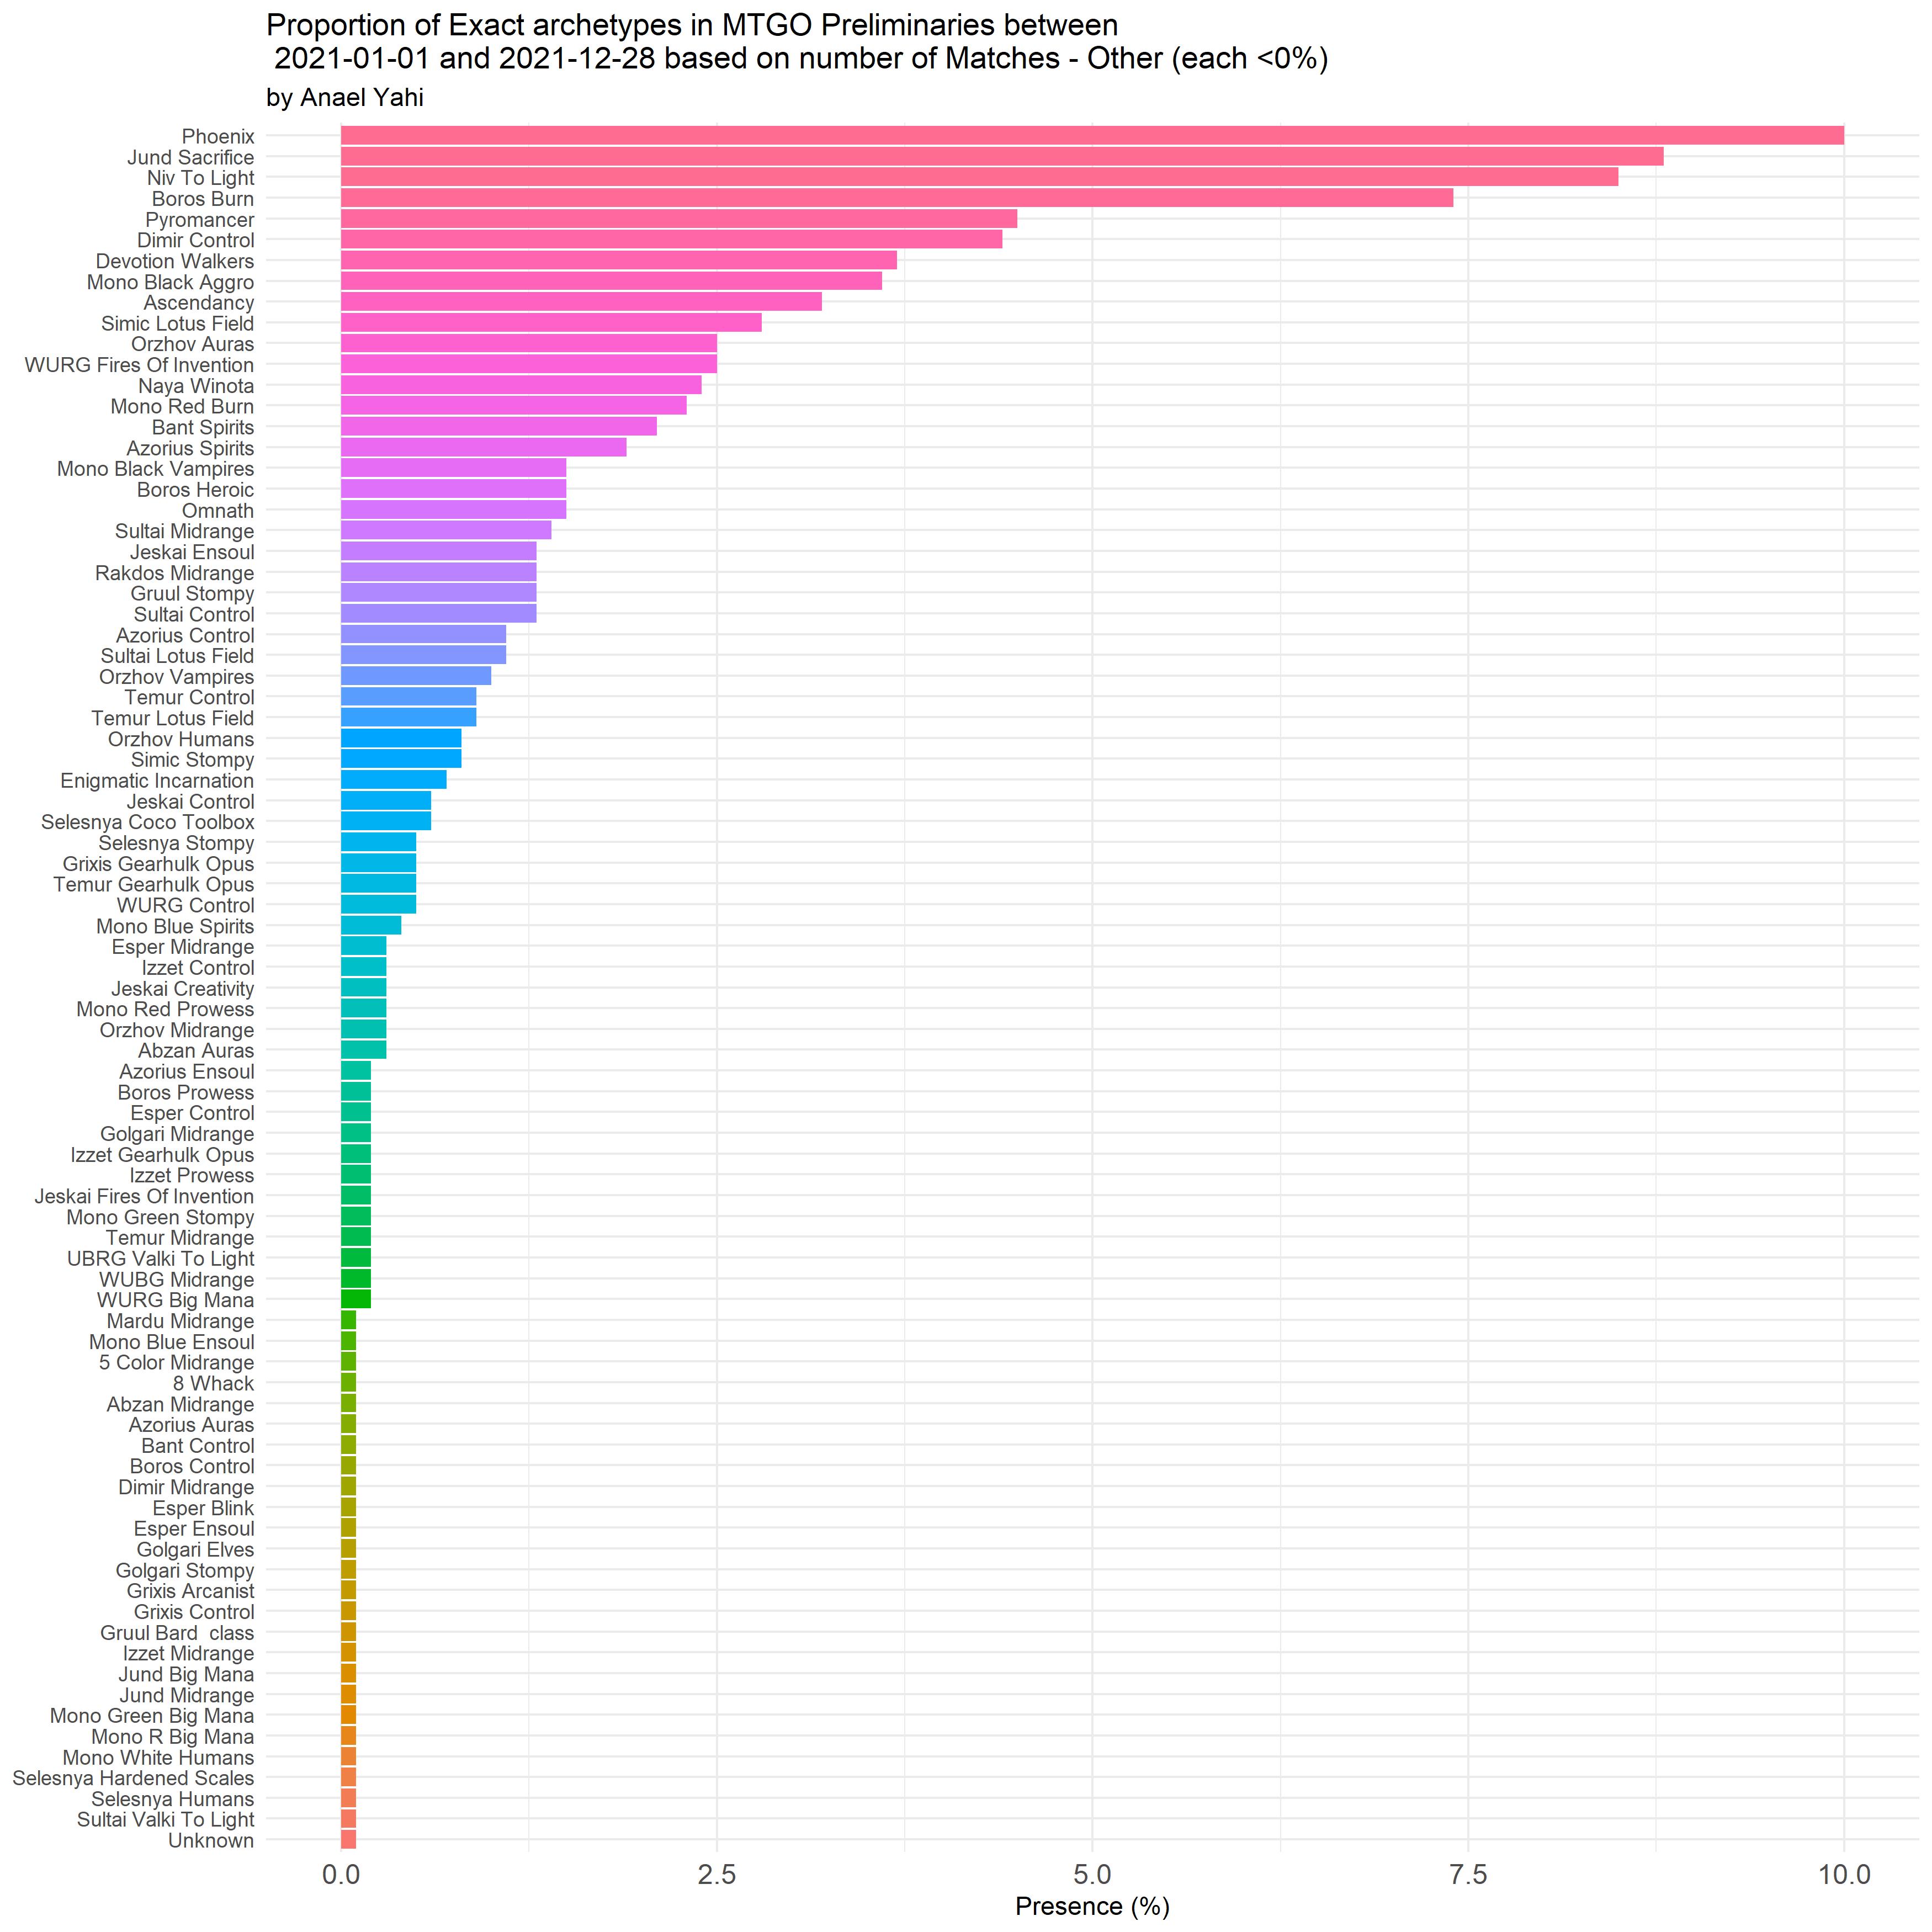 Proportion of Exact archetypes in MTGO Preliminaries between
2021-01-01 and 2021-12-28 based on number of Matches - Other (each <0%)
by Anael Yahi
Phoenix
Jund Sacrifice
Niv To Light
Boros Burn
Pyromancer
Dimir Control
Devotion Walkers
Mono Black Aggro
Ascendancy
Simic Lotus Field
Orzhov Auras
WURG Fires Of Invention
Naya Winota
Mono Red Burn
Bant Spirits
Azorius Spirits
Mono Black Vampires
Boros Heroic
Omnath
Sultai Midrange
Jeskai Ensoul
Rakdos Midrange
Gruul Stompy
Sultai Control
Azorius Control
Sultai Lotus Field
Orzhov Vampires
Temur Control
Temur Lotus Field
Orzhov Humans
Simic Stompy
Enigmatic Incarnation
Jeskai Control
Selesnya Coco Toolbox
Selesnya Stompy
Grixis Gearhulk Opus
Temur Gearhulk Opus
WURG Control
Mono Blue Spirits
Esper Midrange
Izzet Control
Jeskai Creativity
Mono Red Prowess
Orzhov Midrange
Abzan Auras
Azorius Ensoul
Boros Prowess
Esper Control
Golgari Midrange
Izzet Gearhulk Opus
Izzet Prowess
Jeskai Fires Of Invention
Mono Green Stompy
Temur Midrange
UBRG Valki To Light
WUBG Midrange
WURG Big Mana
Mardu Midrange
Mono Blue Ensoul
5 Color Midrange
8 Whack
Abzan Midrange
Azorius Auras
Bant Control
Boros Control
Dimir Midrange
Esper Blink
Esper Ensoul
Golgari Elves
Golgari Stompy
Grixis Arcanist
Grixis Control
Gruul Bard  class
Izzet Midrange
Jund Big Mana
Jund Midrange
Mono Green Big Mana
Mono R Big Mana
Mono White Humans
Selesnya Hardened Scales
Selesnya Humans
Sultai Valki To Light
Unknown
0.0 2.5 5.0 7.5 10.0
Presence (%)